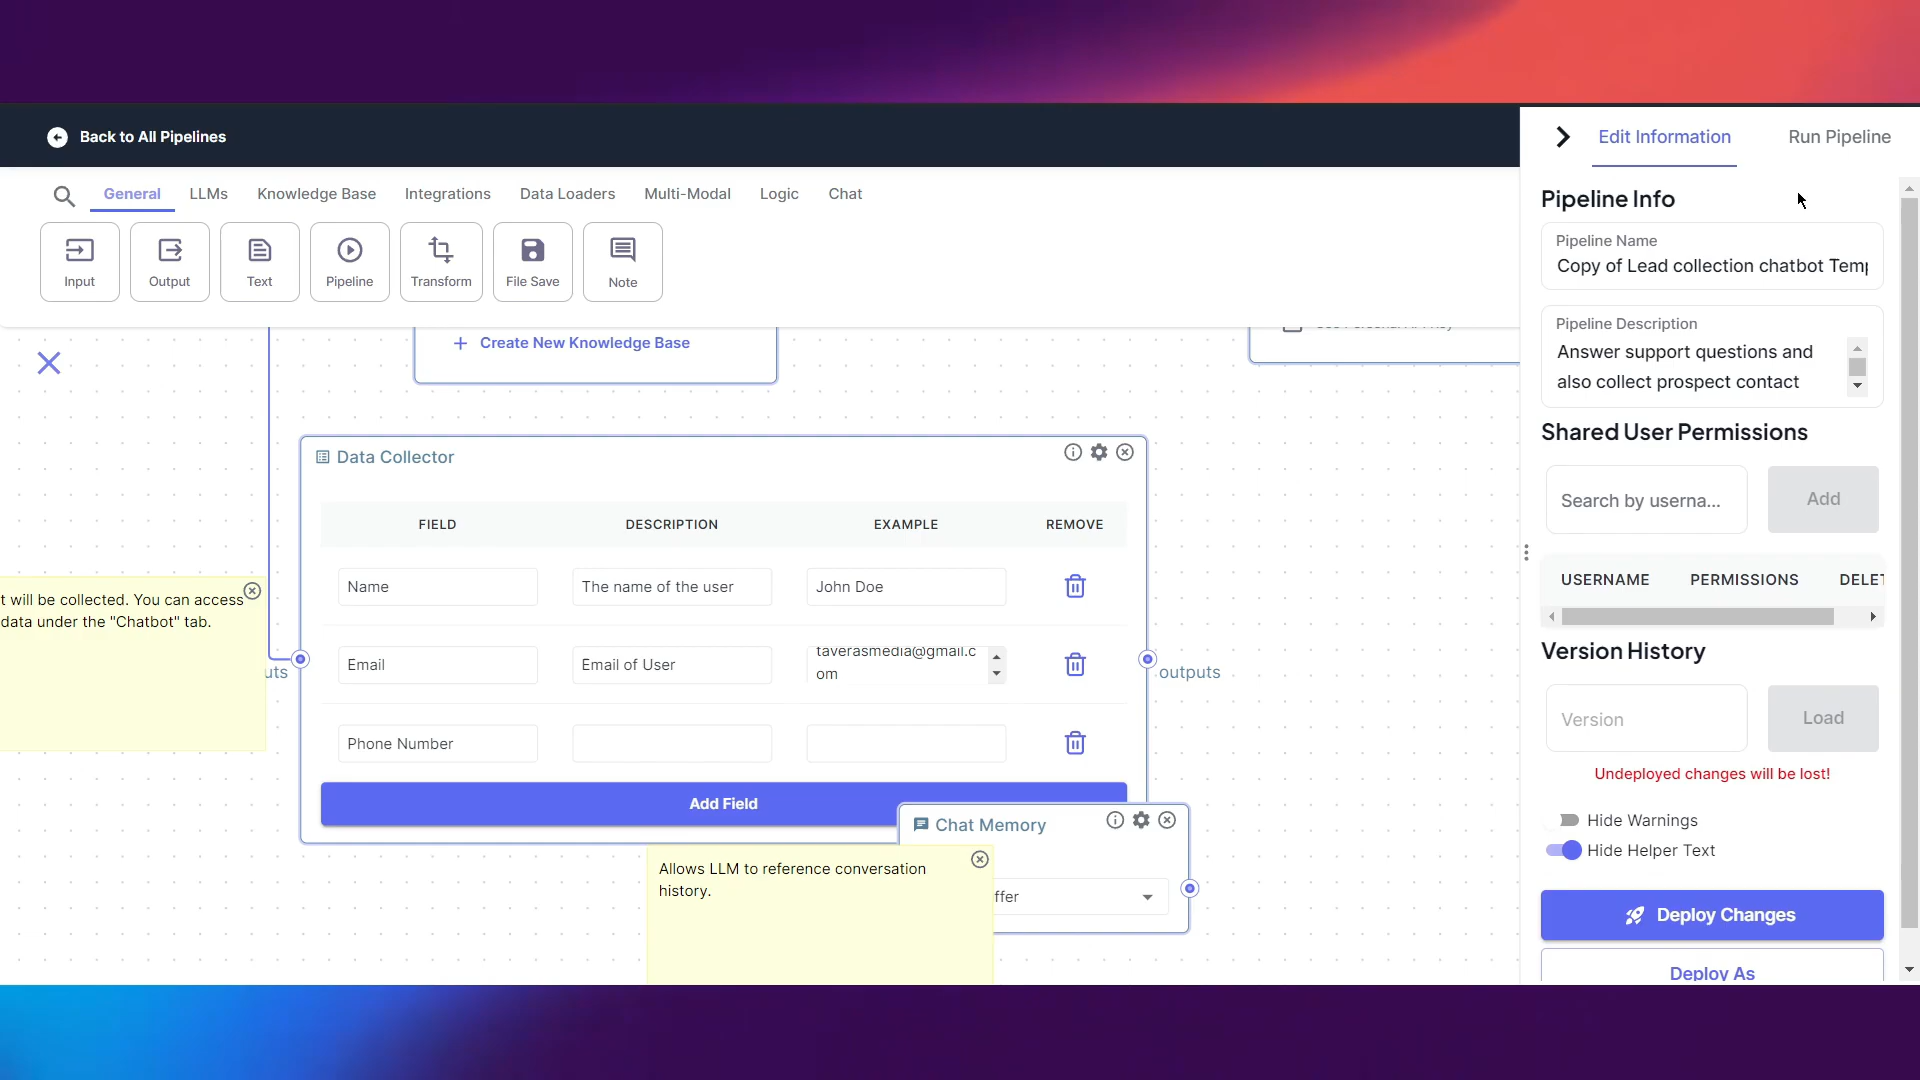 Back to All Pipelines
Edit Information
Run Pipeline
General
LLMs
Knowledge Base
Integrations
Data Loaders
Multi-Modal
Logic
Chat
Input
Output
Text
Pipeline
Transform
File Save
Note
Pipeline Info
Pipeline Name
Copy of Lead collection chatbot Temp
Pipeline Description
Answer support questions and
also collect prospect contact
Shared User Permissions
Search by userna...
Add
USERNAME
PERMISSIONS
DELET
Version History
Version
Load
Undeployed changes will be lost!
Hide Warnings
Hide Helper Text
Deploy Changes
Deploy As
+ Create New Knowledge Base
Data Collector
FIELD
DESCRIPTION
EXAMPLE
REMOVE
Name
The name of the user
John Doe
Email
Email of User
taverasmedia@gmail.c
om
Phone Number
Add Field
outputs
t will be collected. You can access
data under the "Chatbot" tab.
uts
Chat Memory
ffer
Allows LLM to reference conversation
history.